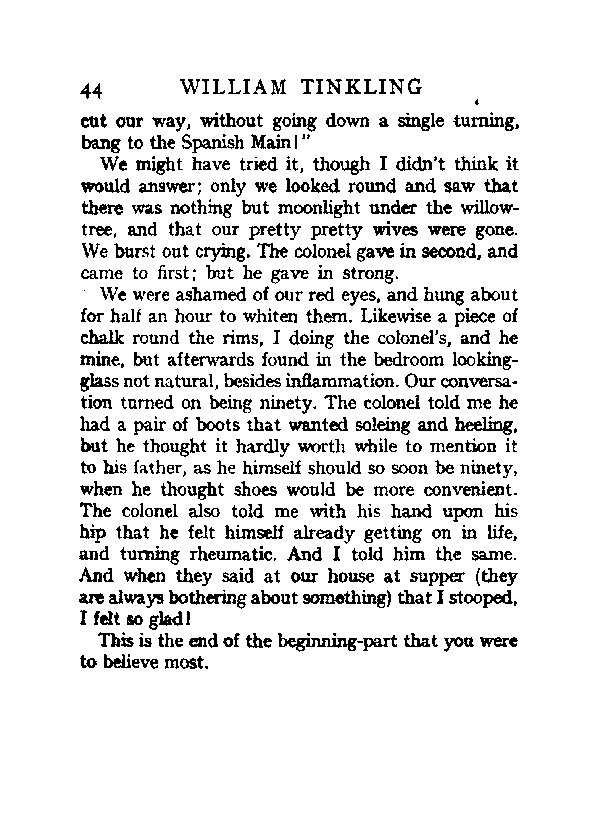 44 WILLIAM TINKLING
cut our way, without going down a single turning,
bang to the Spanish Main!"
We might have tried it, though I didn't think it
would answer; only we looked round and saw that
there was nothing but moonlight under the willow-
tree, and that our pretty pretty wives were gone.
We burst out crying. The colonel gave in second, and
came to first; but he gave in strong.
We were ashamed of our red eyes, and hung about
for half an hour to whiten them. Likewise a piece of
chalk round the rims, I doing the colonel's, and he
mine, but afterwards found in the bedroom looking-
glass not natural, besides inflammation. Our conversa-
tion turned on being ninety. The colonel told me he
had a pair of boots that wanted soleing and heeling,
but he thought it hardly worth while to mention it
to his father, as he himself should so soon be ninety,
when he thought shoes would be more convenient.
The colonel also told me with his hand upon his
hip that he felt himself already getting on in life,
and turning rheumatic. And I told him the same.
And when they said at our house at supper (they
are always bothering about something) that I stooped,
I felt so glad!
This is the end of the beginning-part that you were
to believe most.